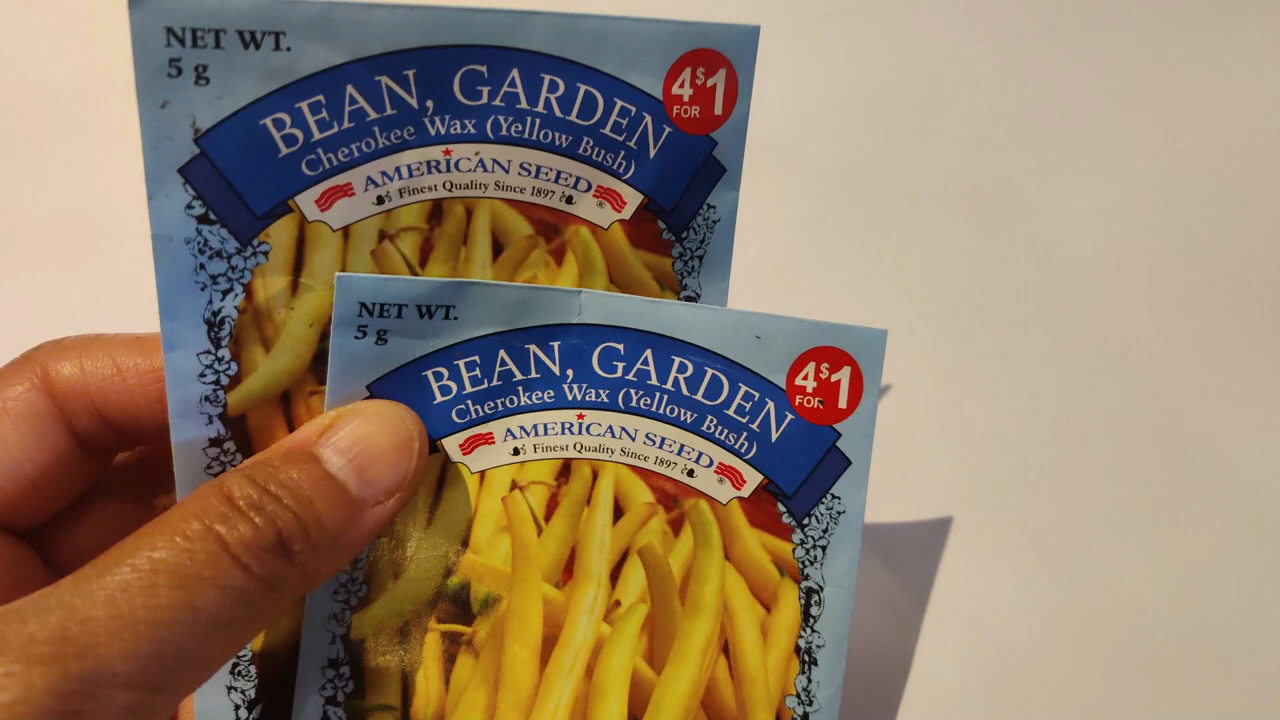 NET WT.
5 g
BEAN, GARDEN
4 FOR $1
Cherokee Wax (Yellow Bush)
AMERICAN SEED
Finest Quality Since 1897
®
NET WT.
5 g
BEAN, GARDEN
4 FOR $1
Cherokee Wax (Yellow Bush)
AMERICAN SEED
Finest Quality Since 1897
®